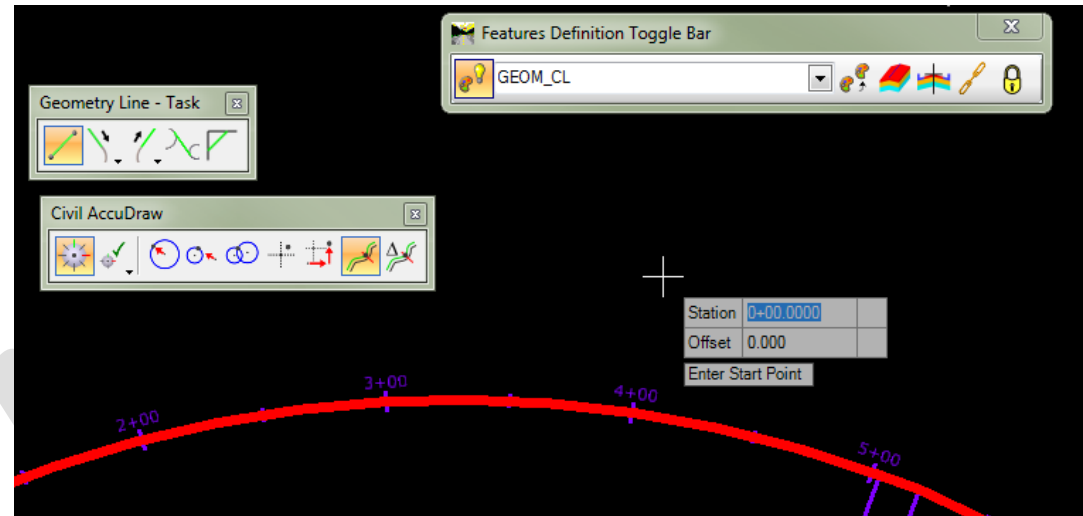 Features Definition Toggle Bar
GEOM_CL
Geometry Line - Task
Civil AccuDraw
Station 0+00.0000
Offset 0.000
Enter Start Point
2+00
3+00
4+00
5+00